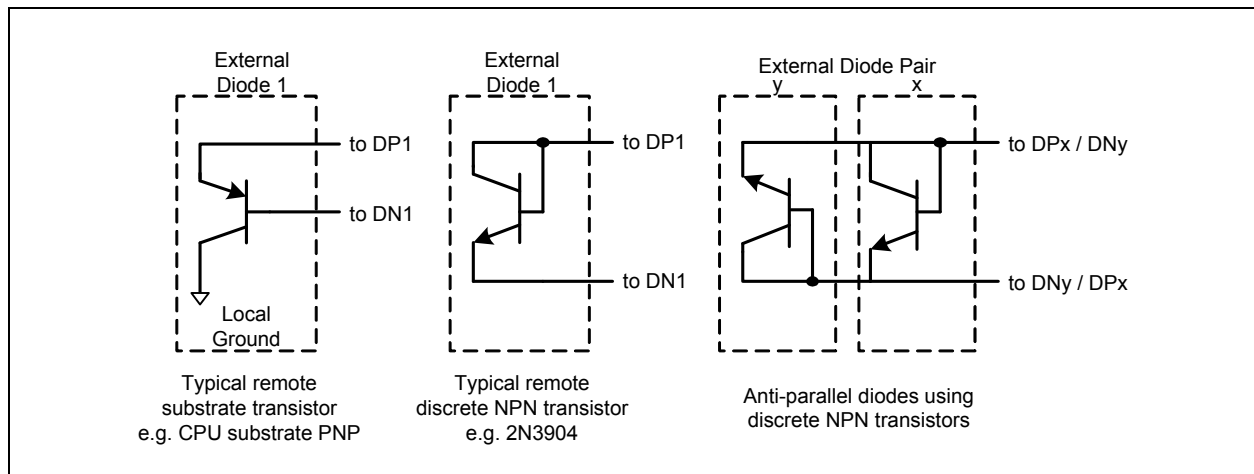 External
Diode 1
to DP1
to DN1
Local
Ground
Typical remote
substrate transistor
e.g. CPU substrate PNP
External
Diode 1
to DP1
to DN1
Typical remote
discrete NPN transistor
e.g. 2N3904
External Diode Pair
y x
to DPx / DNy
to DNy / DPx
Anti-parallel diodes using
discrete NPN transistors